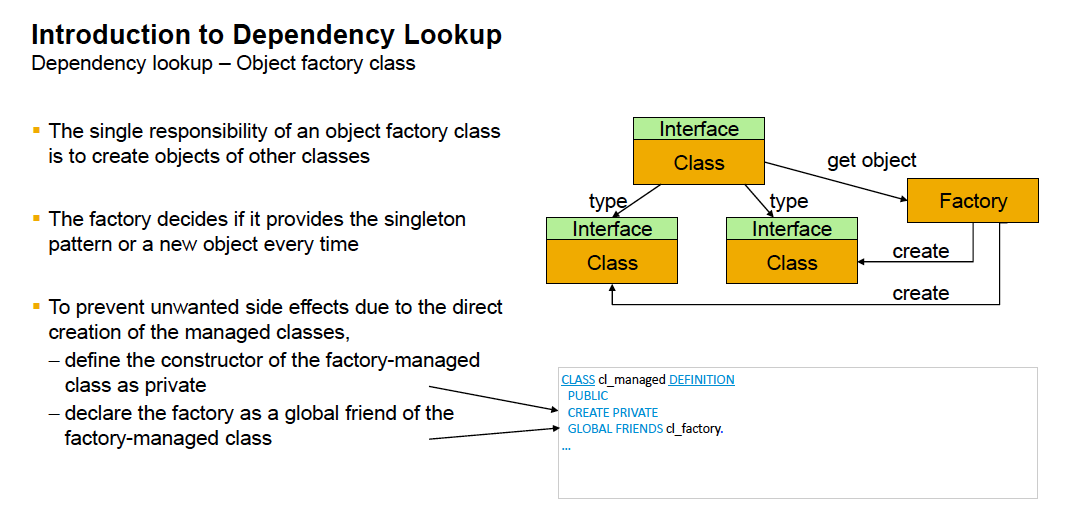 Introduction to Dependency Lookup
Dependency lookup – Object factory class
▪ The single responsibility of an object factory class
is to create objects of other classes
▪ The factory decides if it provides the singleton
pattern or a new object every time
▪ To prevent unwanted side effects due to the direct
creation of the managed classes,
– define the constructor of the factory-managed
class as private
– declare the factory as a global friend of the
factory-managed class
Interface
Class
get object
Factory
type
type
Interface
Class
Interface
Class
create
create
CLASS cl_managed DEFINITION
PUBLIC
CREATE PRIVATE
GLOBAL FRIENDS cl_factory.
...